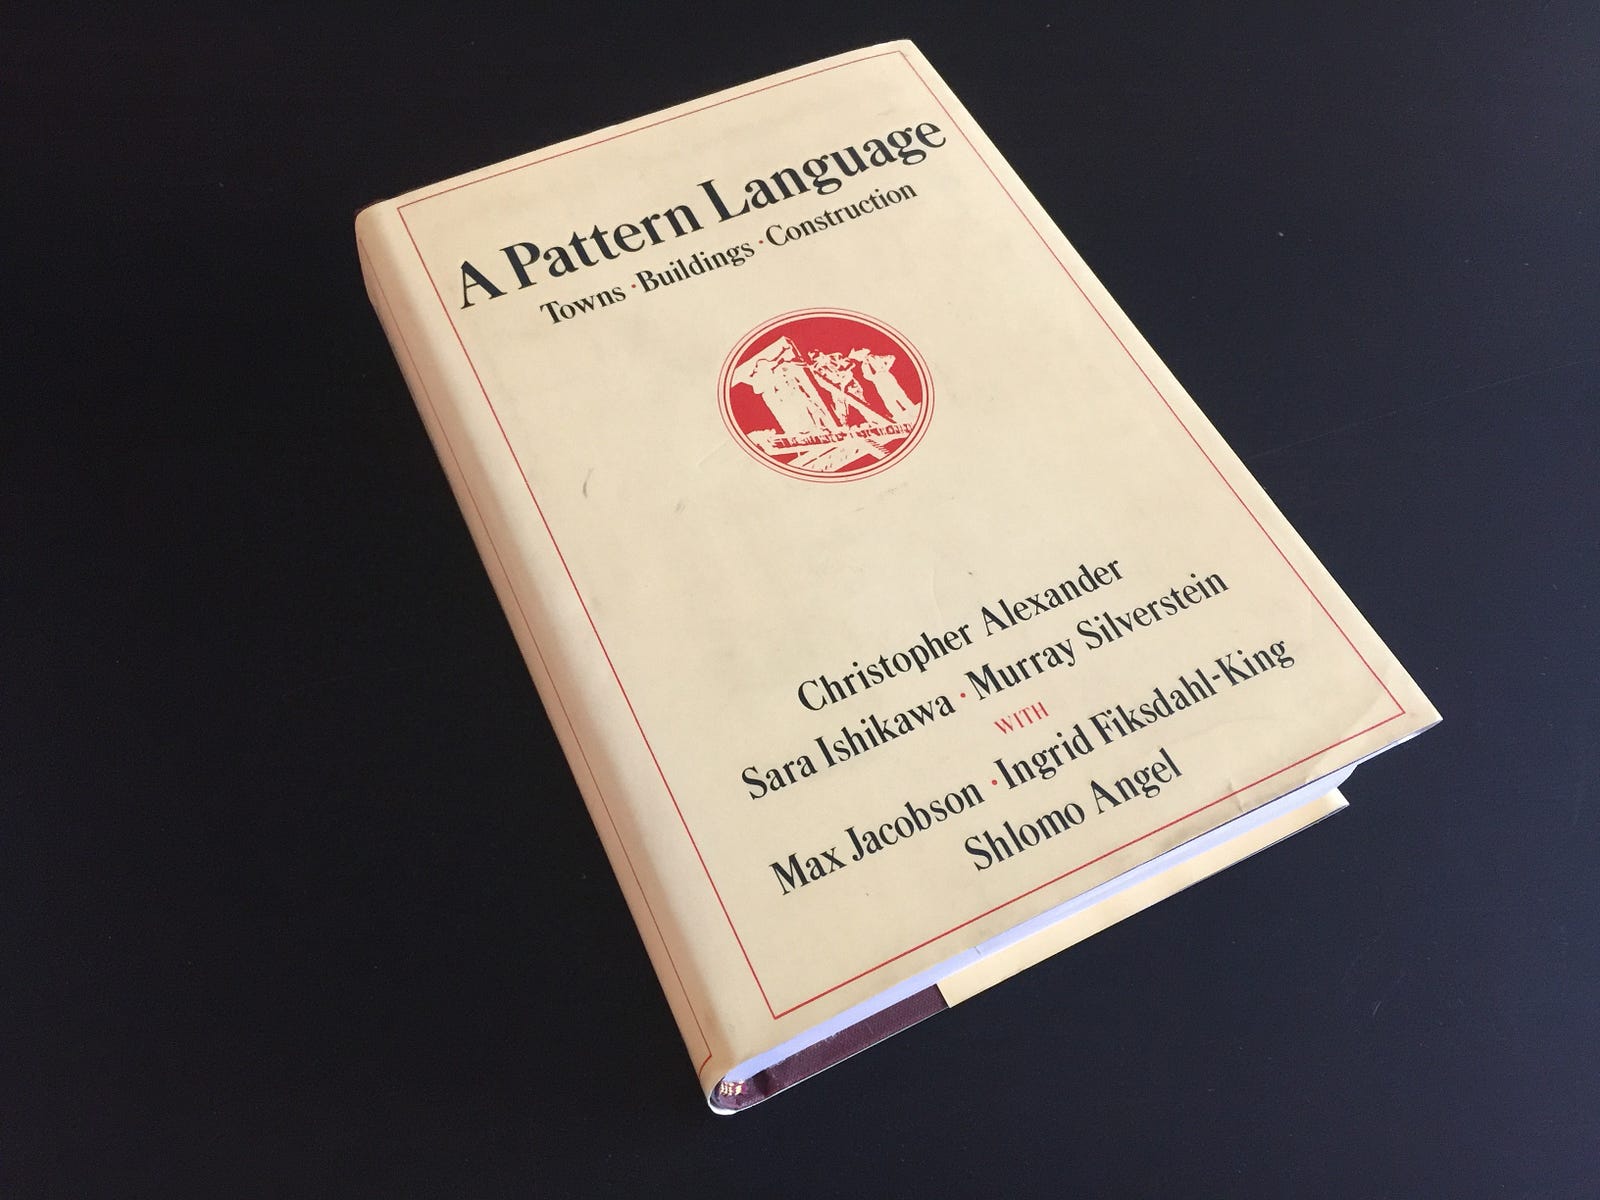 A Pattern Language
Towns · Buildings · Construction
Christopher Alexander
Sara Ishikawa · Murray Silverstein
WITH
Max Jacobson · Ingrid Fiksdahl-King
Shlomo Angel